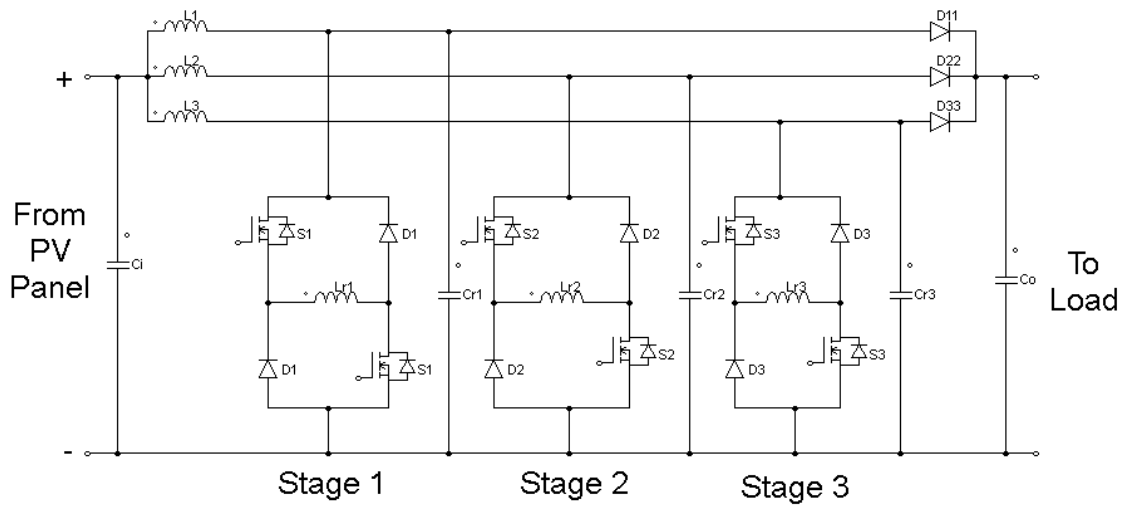 L1
D11
L2
D22
+
L3
D33
S1
D1
S2
D2
S3
D3
From
PV
Panel
Ci
Lr1
Cr1
Lr2
Cr2
Lr3
Cr3
Co
To
Load
D1
S1
D2
S2
D3
S3
-
Stage 1
Stage 2
Stage 3